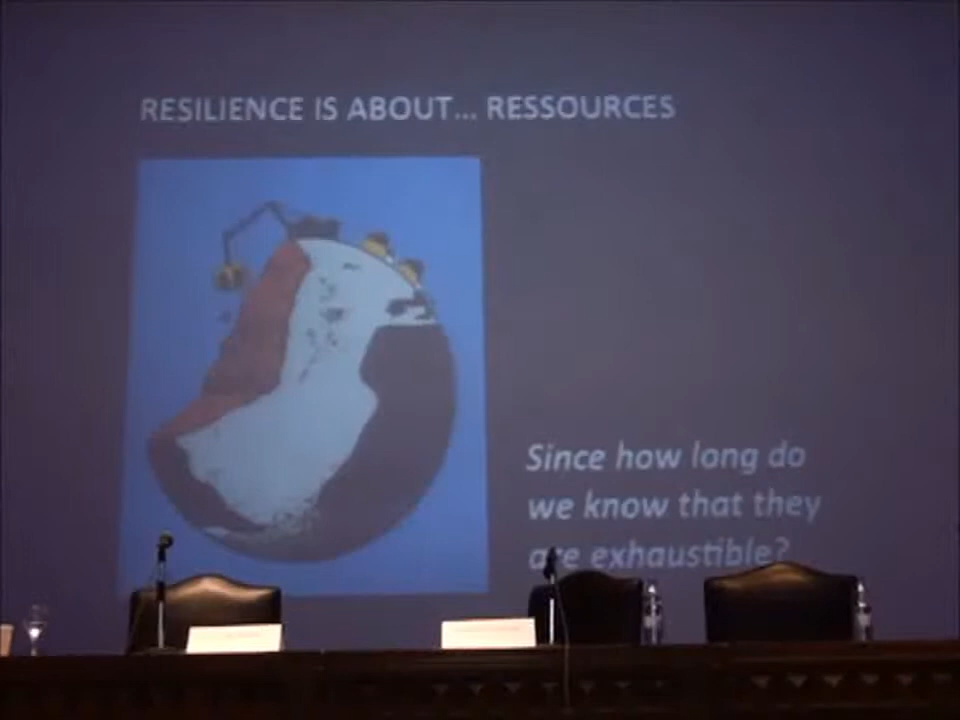 RESILIENCE IS ABOUT... RESSOURCES
Since how long do
we know that they
are exhaustible?